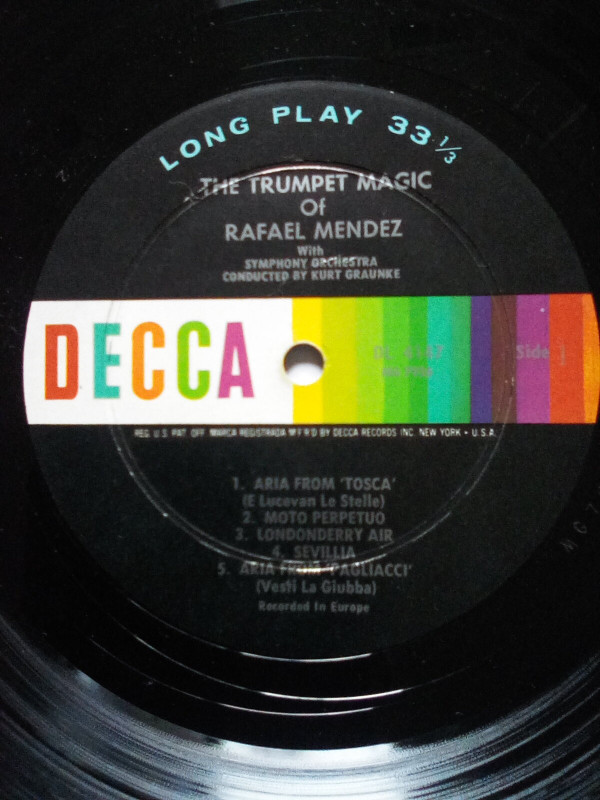 LONG PLAY 33 1/3
THE TRUMPET MAGIC
Of
RAFAEL MENDEZ
With
SYMPHONY ORCHESTRA
CONDUCTED BY KURT GRAUNKE
DECCA
DL
Side 1
REG. U.S. PAT. OFF. MARCA REGISTRADA • M'F'R'D BY DECCA RECORDS INC. NEW YORK • U.S.A.
1. ARIA FROM 'TOSCA'
(E Lucevan Le Stelle)
2. MOTO PERPETUO
3. LONDONDERRY AIR
4. SEVILLIA
5. ARIA FROM 'PAGLIACCI'
(Vesti La Giubba)
Recorded In Europe